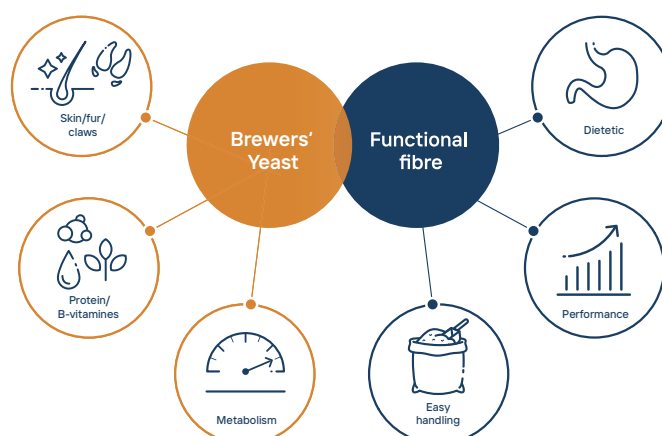 Brewers‘
Yeast
Functional
fibre
Skin/fur/
claws
Dietetic
Protein/
B-vitamines
Performance
Metabolism
Easy
handling